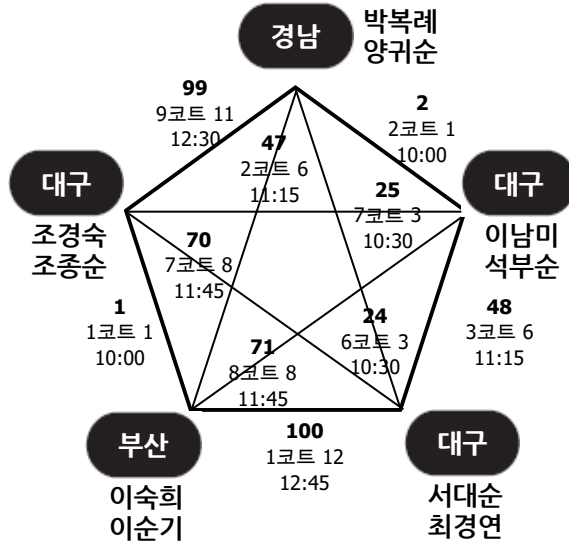 경남
박복례
양귀순
99
9코트 11
12:30
2
2코트 1
10:00
47
2코트 6
11:15
대구
조경숙
조종순
25
7코트 3
10:30
대구
이남미
석부순
70
7코트 8
11:45
1
1코트 1
10:00
48
3코트 6
11:15
24
6코트 3
10:30
71
8코트 8
11:45
부산
이숙희
이순기
100
1코트 12
12:45
대구
서대순
최경연